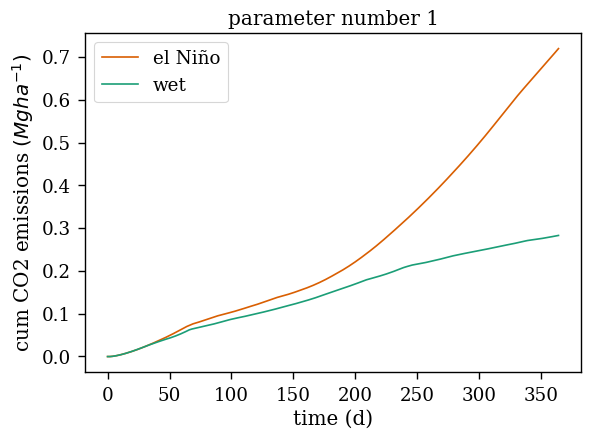 parameter number 1
el Niño
wet
cum CO2 emissions (Mgha⁻¹)
0.7
0.6
0.5
0.4
0.3
0.2
0.1
0.0
0 50 100 150 200 250 300 350
time (d)